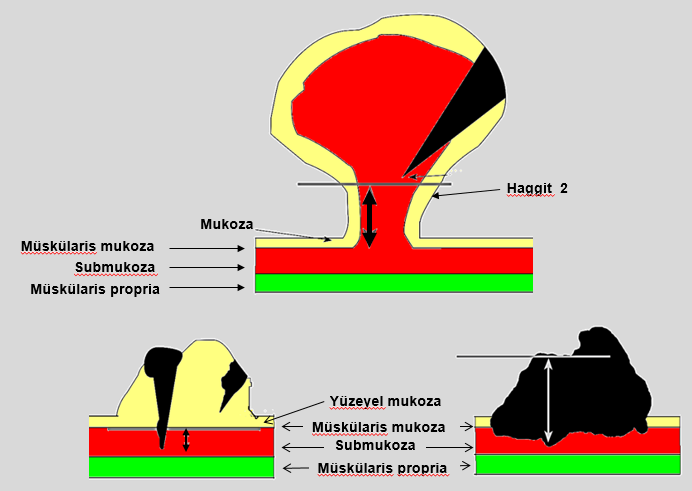 Haggit 2
Mukoza
Müskülaris mukoza
Submukoza
Müskülaris propria
Yüzeyel mukoza
Müskülaris mukoza
Submukoza
Müskülaris propria